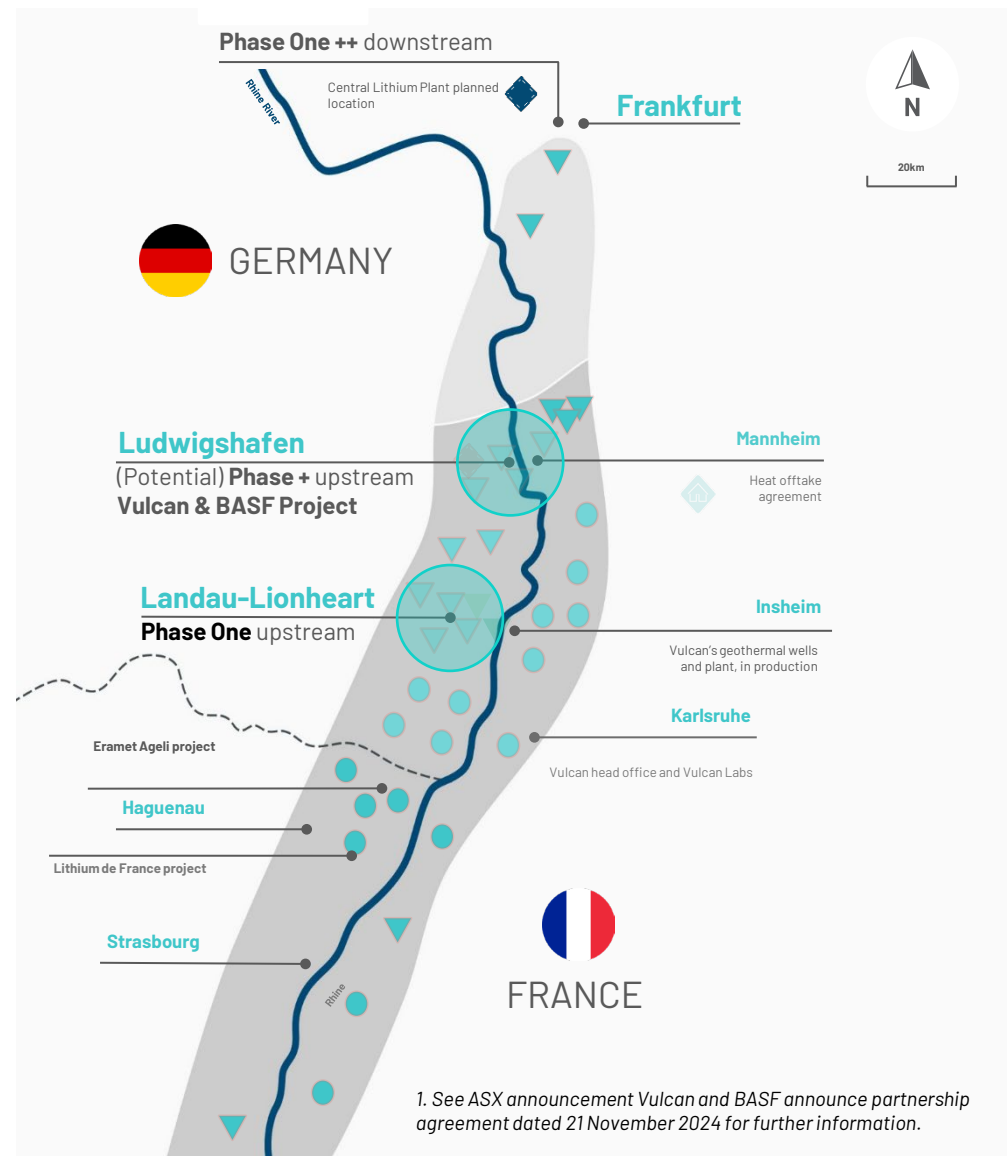 Phase One ++ downstream
Rhine River
Central Lithium Plant planned
location
Frankfurt
N
20km
GERMANY
Ludwigshafen
(Potential) Phase + upstream
Vulcan & BASF Project
Mannheim
Heat offtake
agreement
Landau-Lionheart
Phase One upstream
Insheim
Vulcan's geothermal wells
and plant, in production
Karlsruhe
Vulcan head office and Vulcan Labs
Eramet Ageli project
Haguenau
Lithium de France project
Strasbourg
Rhine
FRANCE
1. See ASX announcement Vulcan and BASF announce partnership
agreement dated 21 November 2024 for further information.